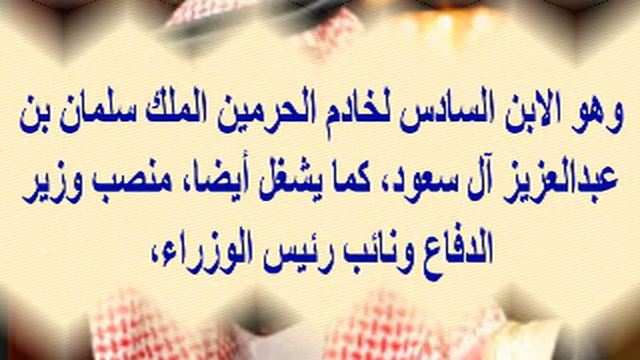 وهو الابن السادس لخادم الحرمين الملك سلمان بن
عبدالعزيز آل سعود، كما يشغل أيضا، منصب وزير
الدفاع ونائب رئيس الوزراء،